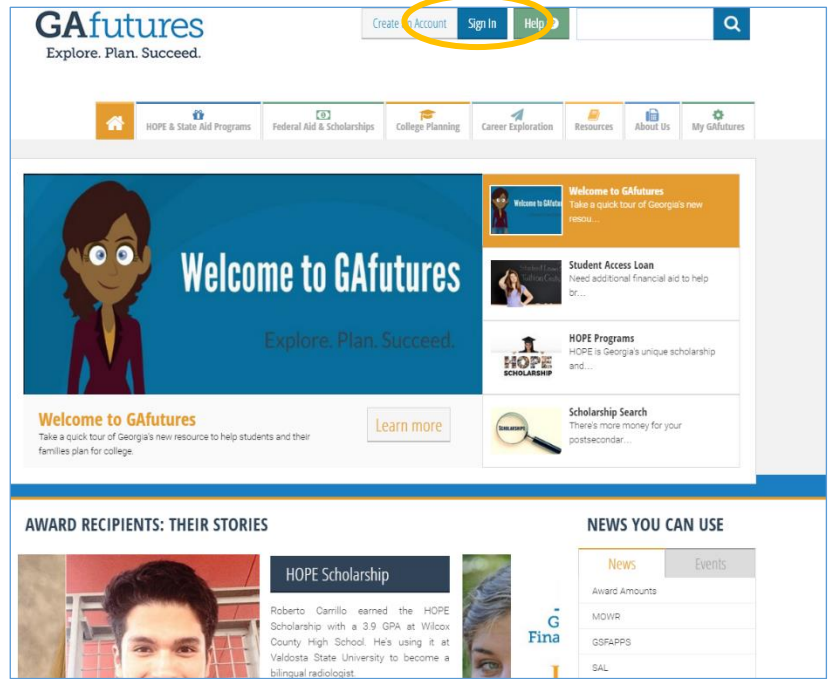 GAfutures
Explore. Plan. Succeed.
Create an Account
Sign In
Help
HOPE & State Aid Programs
Federal Aid & Scholarships
College Planning
Career Exploration
Resources
About Us
My GAfutures
Welcome to GAfutures
Explore. Plan. Succeed.
Welcome to GAfutures
Take a quick tour of Georgia's new resource to help students and their
families plan for college.
Learn more
Welcome to GAfutur
Welcome to GAfutures
Take a quick tour of Georgia's new
resou...
Student Access Loan
Need additional financial aid to help
br...
HOPE
SCHOLARSHIP
HOPE Programs
HOPE is Georgia's unique scholarship
and...
Scholarship Search
There's more money for your
postsecondar...
AWARD RECIPIENTS: THEIR STORIES
HOPE Scholarship
Roberto Carrillo earned the HOPE
Scholarship with a 3.9 GPA at Wilcox
County High School. He's using it at
Valdosta State University to become a
bilingual radiologist.
G
Fina
NEWS YOU CAN USE
News
Events
Award Amounts
MOWR
GSFAPPS
SAL